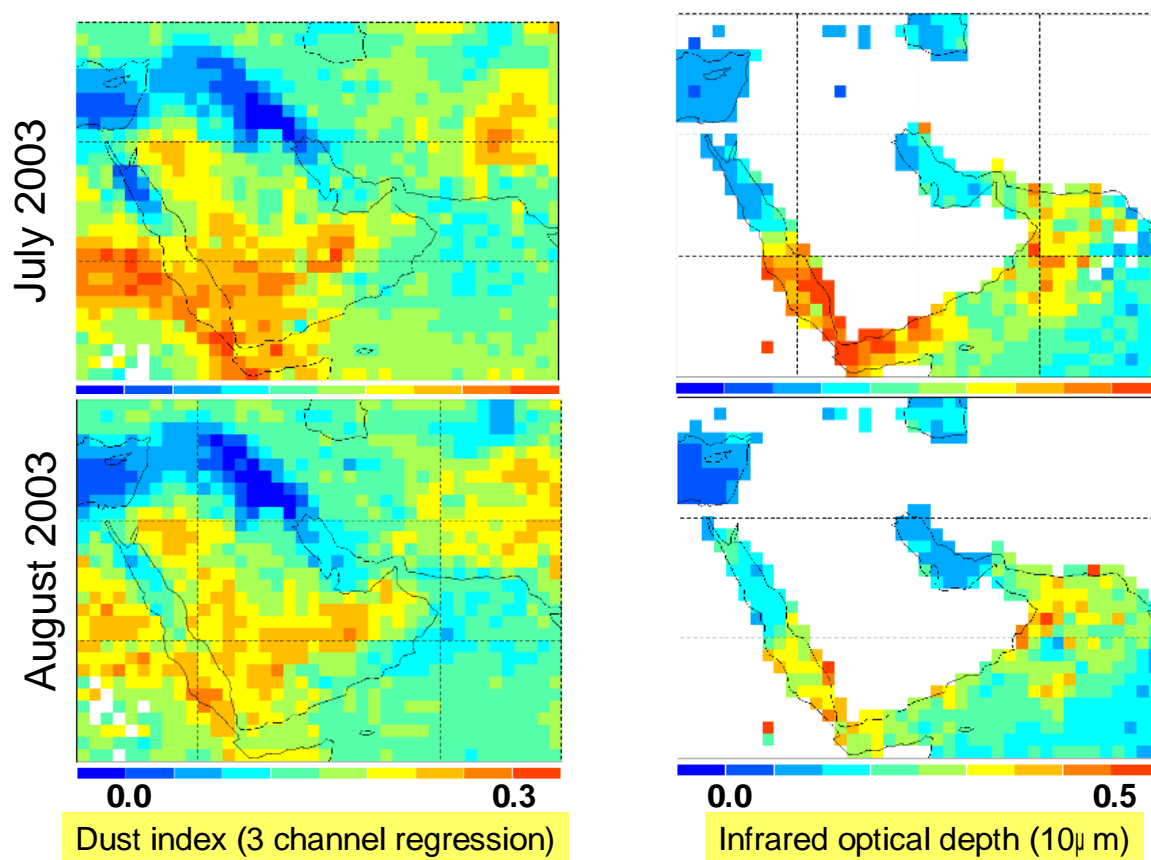 July 2003
August 2003
0.0 0.3
0.0 0.5
Dust index (3 channel regression)
Infrared optical depth (10μ m)